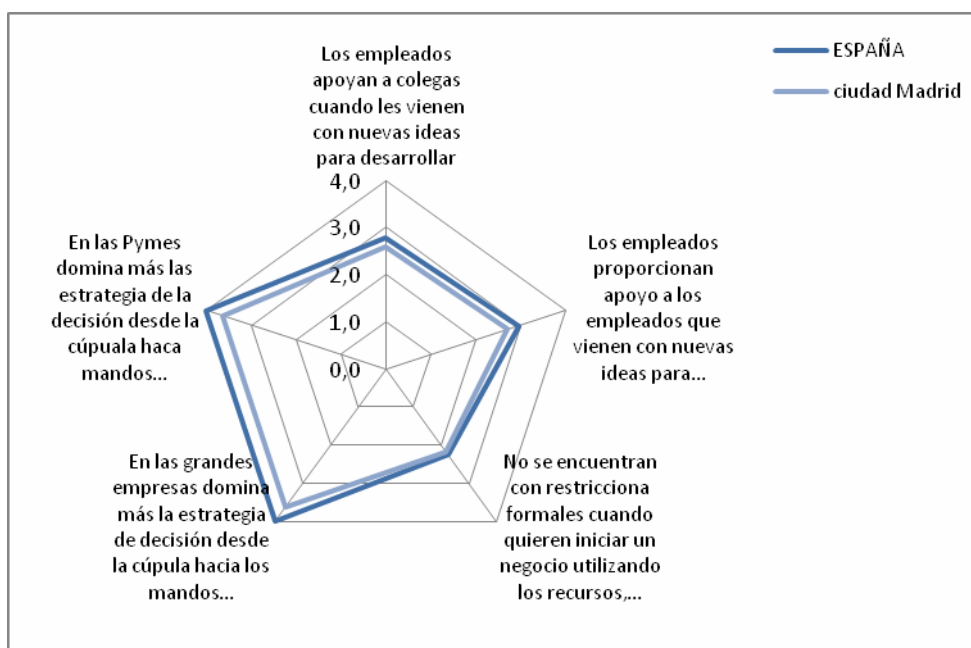 Los empleados
apoyan a colegas
cuando les vienen
con nuevas ideas
para desarrollar
ESPAÑA
ciudad Madrid
4,0
3,0
2,0
1,0
0,0
Los empleados
proporcionan
apoyo a los
empleados que
vienen con nuevas
ideas para...
No se encuentran
con restricciona
formales cuando
quieren iniciar un
negocio utilizando
los recursos,...
En las grandes
empresas domina
más la estrategia
de decisión desde
la cúpula hacia los
mandos...
En las Pymes
domina más las
estrategia de la
decisión desde la
cúpuala haca
mandos...